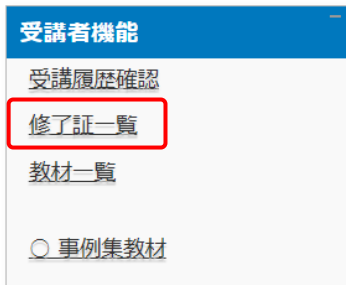 受講者機能
受講履歴確認
修了証一覧
教材一覧
○ 事例集教材